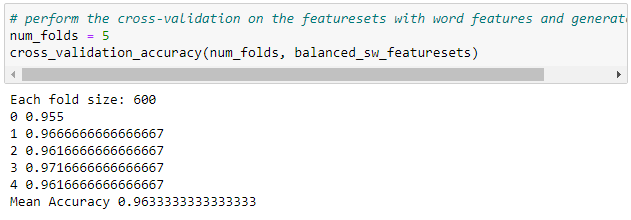 # perform the cross-validation on the featuresets with word features and generate
num_folds = 5
cross_validation_accuracy(num_folds, balanced_sw_featuresets)
Each fold size: 600
0 0.955
1 0.9666666666666667
2 0.9616666666666667
3 0.9716666666666667
4 0.9616666666666667
Mean Accuracy 0.9633333333333333